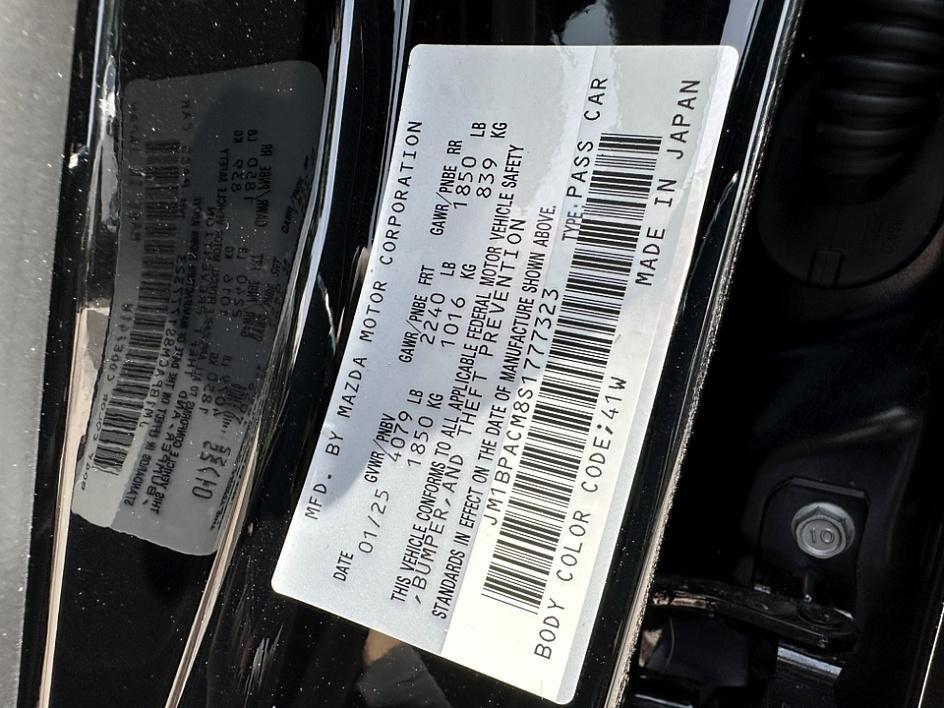 MFD. BY MAZDA MOTOR CORPORATION
DATE GVWR/PNBV GAWR/PNBE FRT GAWR/PNBE RR
01/25 4079 LB 2240 LB 1850 LB
1850 KG 1016 KG 839 KG
THIS VEHICLE CONFORMS TO ALL APPLICABLE FEDERAL MOTOR VEHICLE SAFETY
,BUMPER,AND THEFT PREVENTION
STANDARDS IN EFFECT ON THE DATE OF MANUFACTURE SHOWN ABOVE.
JM1BPACM8S1777323 TYPE:PASS CAR
BODY COLOR CODE;41W MADE IN JAPAN
10